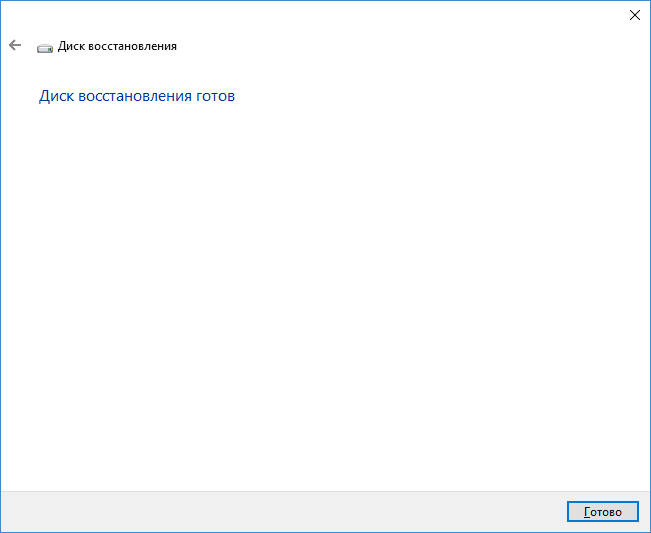 Диск восстановления
Диск восстановления готов
Готово